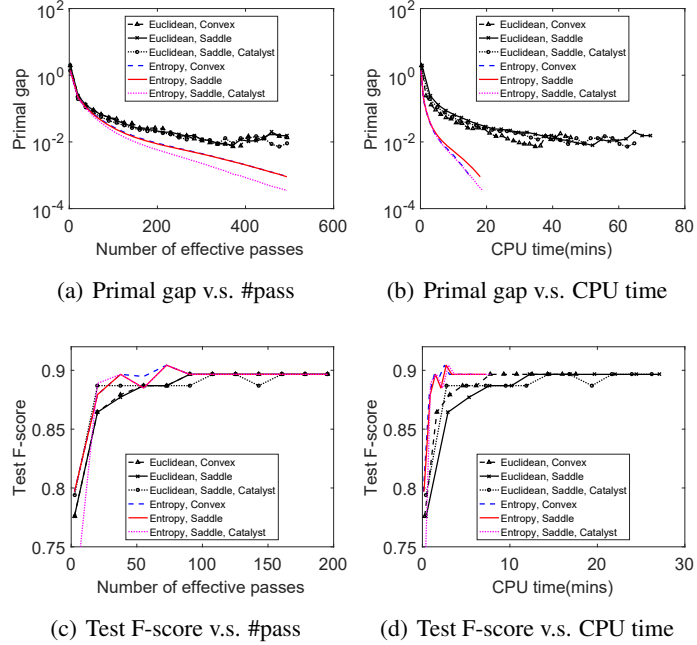 Euclidean, Convex
Euclidean, Saddle
Euclidean, Saddle, Catalyst
Entropy, Convex
Entropy, Saddle
Entropy, Saddle, Catalyst
10^2
10^0
10^-2
10^-4
Primal gap
0 200 400 600
Number of effective passes
(a) Primal gap v.s. #pass
Euclidean, Convex
Euclidean, Saddle
Euclidean, Saddle, Catalyst
Entropy, Convex
Entropy, Saddle
Entropy, Saddle, Catalyst
10^2
10^0
10^-2
10^-4
Primal gap
0 20 40 60 80
CPU time(mins)
(b) Primal gap v.s. CPU time
0.9
0.85
0.8
0.75
Test F-score
Euclidean, Convex
Euclidean, Saddle
Euclidean, Saddle, Catalyst
Entropy, Convex
Entropy, Saddle
Entropy, Saddle, Catalyst
0 50 100 150 200
Number of effective passes
(c) Test F-score v.s. #pass
0.9
0.85
0.8
0.75
Test F-score
Euclidean, Convex
Euclidean, Saddle
Euclidean, Saddle, Catalyst
Entropy, Convex
Entropy, Saddle
Entropy, Saddle, Catalyst
0 10 20 30
CPU time(mins)
(d) Test F-score v.s. CPU time